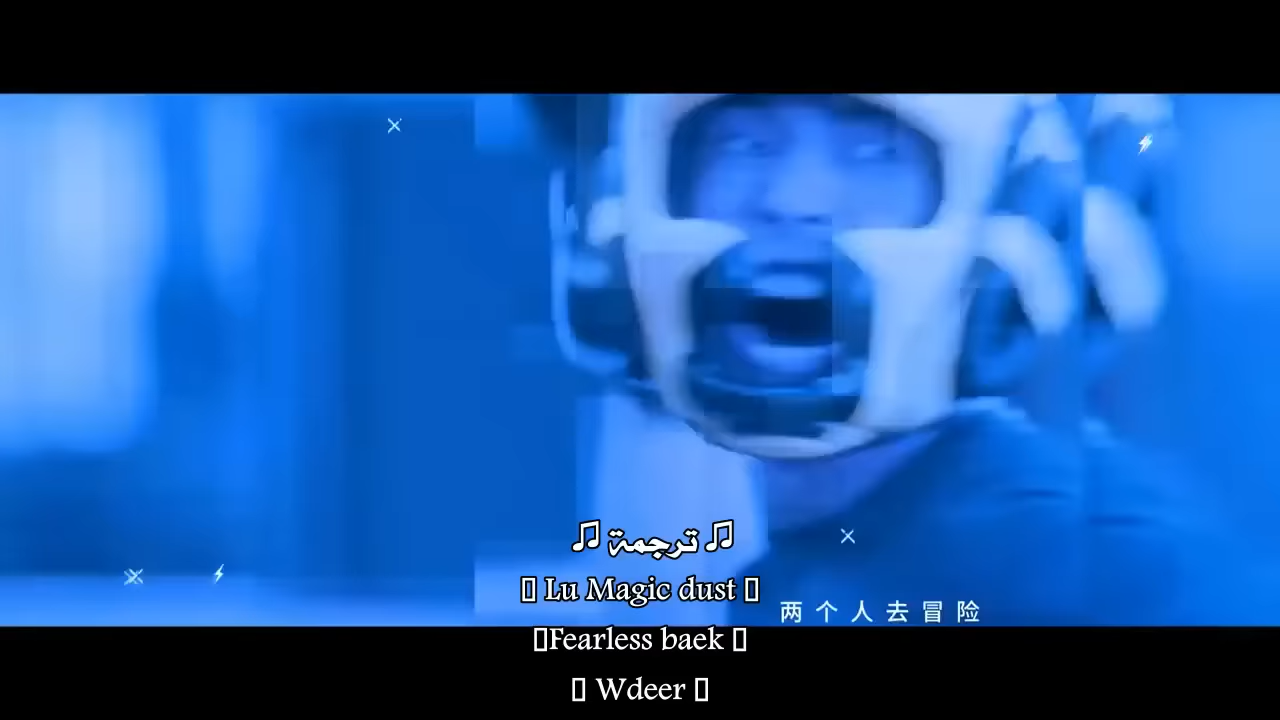 ♫ ترجمة ♫
▯ Lu Magic dust ▯
两个人去冒险
▯Fearless baek ▯
▯ Wdeer ▯